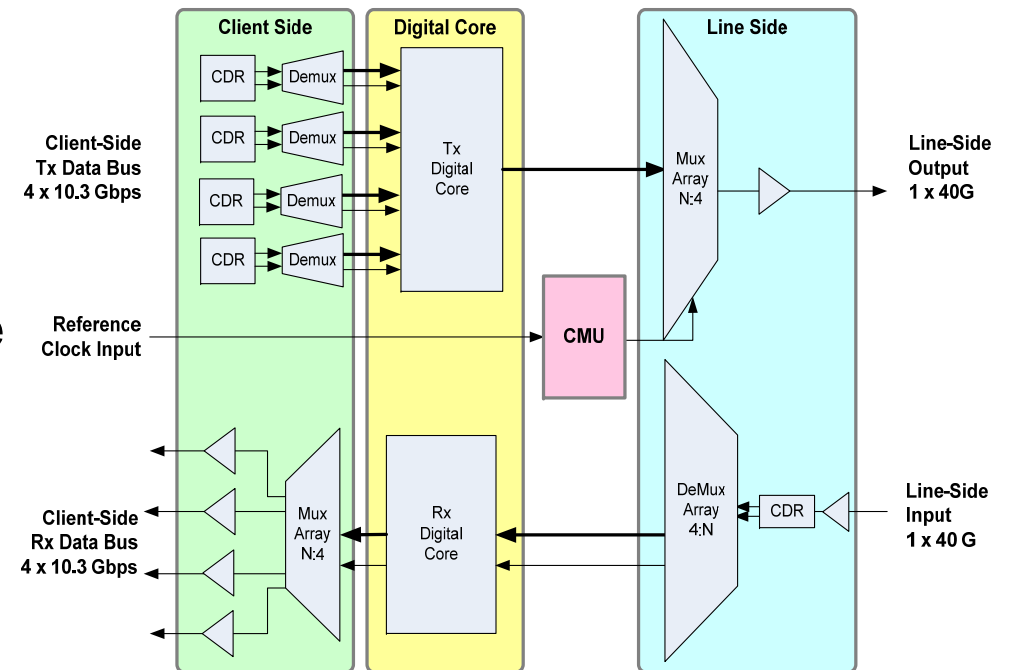 Client Side
Digital Core
Line Side
CDR
Demux
CDR
Demux
CDR
Demux
CDR
Demux
Client-Side
Tx Data Bus
4 x 10.3 Gbps
Tx
Digital
Core
Mux
Array
N:4
Line-Side
Output
1 x 40G
e
Reference
Clock Input
CMU
Client-Side
Rx Data Bus
4 x 10.3 Gbps
Mux
Array
N:4
Rx
Digital
Core
DeMux
Array
4:N
CDR
Line-Side
Input
1 x 40 G